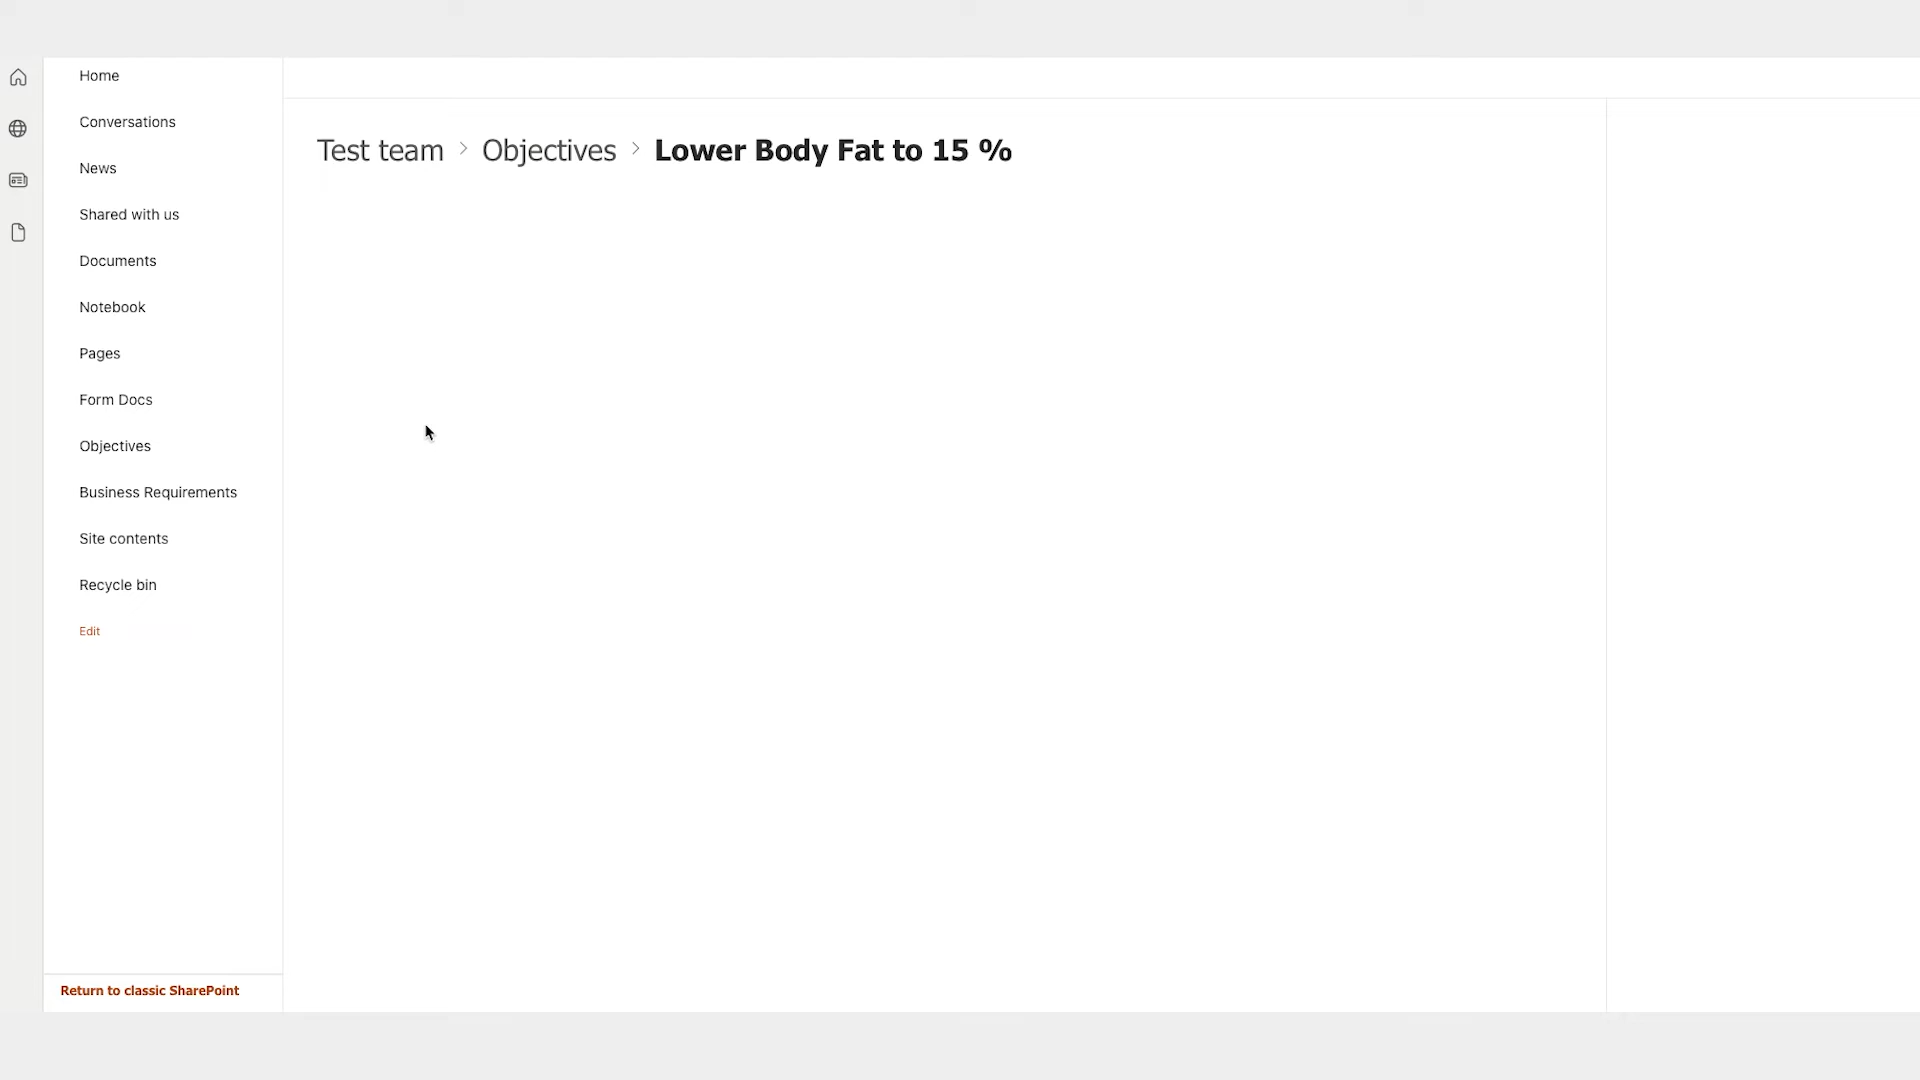 Home
Conversations
News
Shared with us
Documents
Notebook
Pages
Form Docs
Objectives
Business Requirements
Site contents
Recycle bin
Edit
Return to classic SharePoint
Test team > Objectives > Lower Body Fat to 15 %